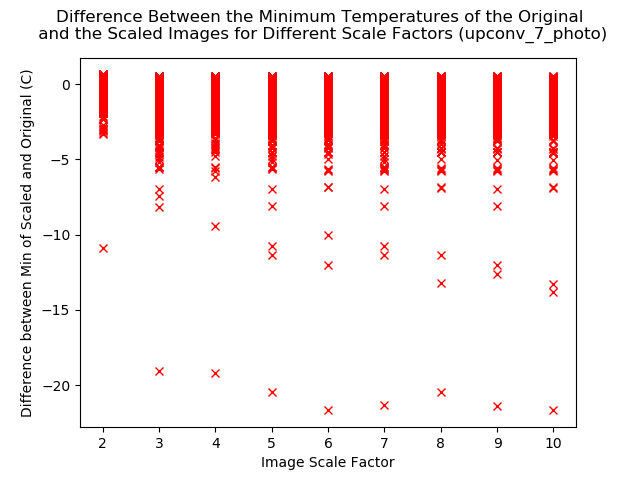 Difference Between the Minimum Temperatures of the Original
and the Scaled Images for Different Scale Factors (upconv_7_photo)
Difference between Min of Scaled and Original (C)
0
−5
−10
−15
−20
2 3 4 5 6 7 8 9 10
Image Scale Factor